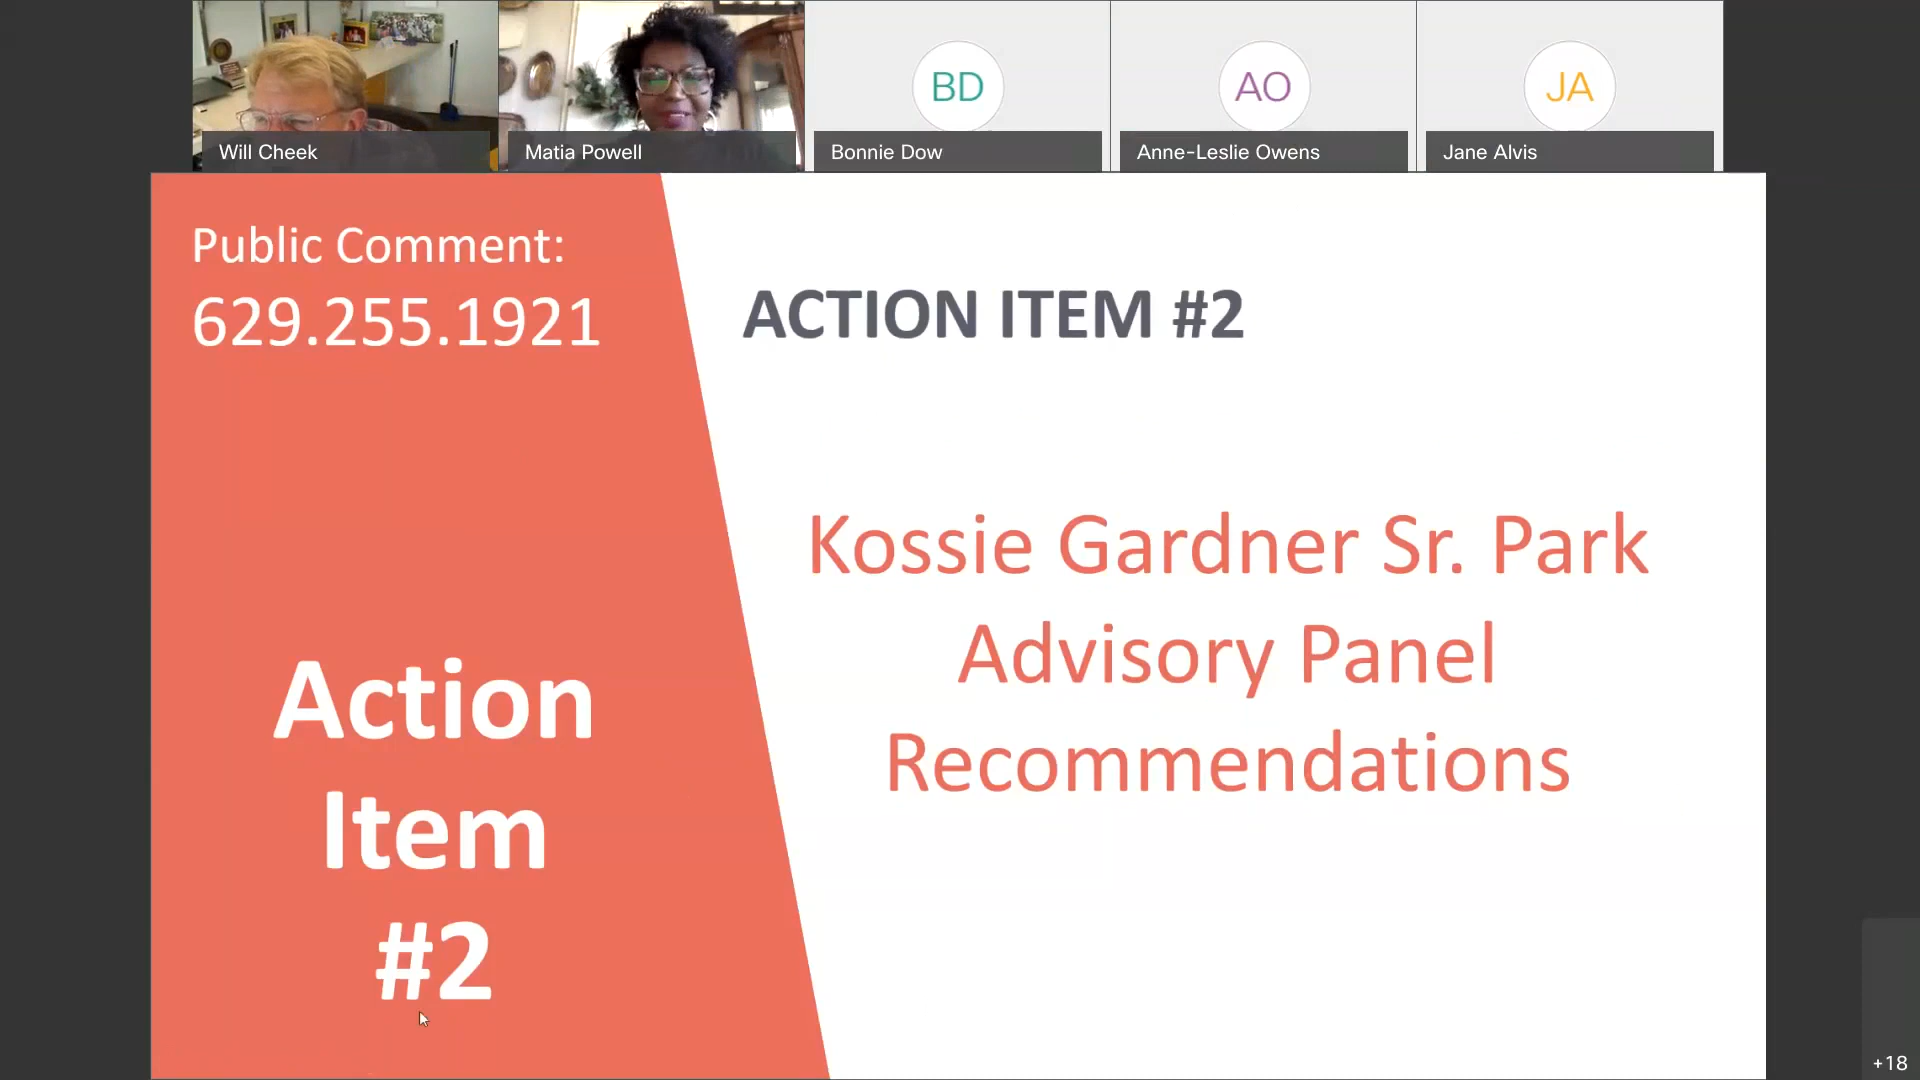 BD
AO
JA
Will Cheek
Matia Powell
Bonnie Dow
Anne-Leslie Owens
Jane Alvis
Public Comment:
629.255.1921
Action
Item
#2
ACTION ITEM #2
Kossie Gardner Sr. Park
Advisory Panel
Recommendations
+18